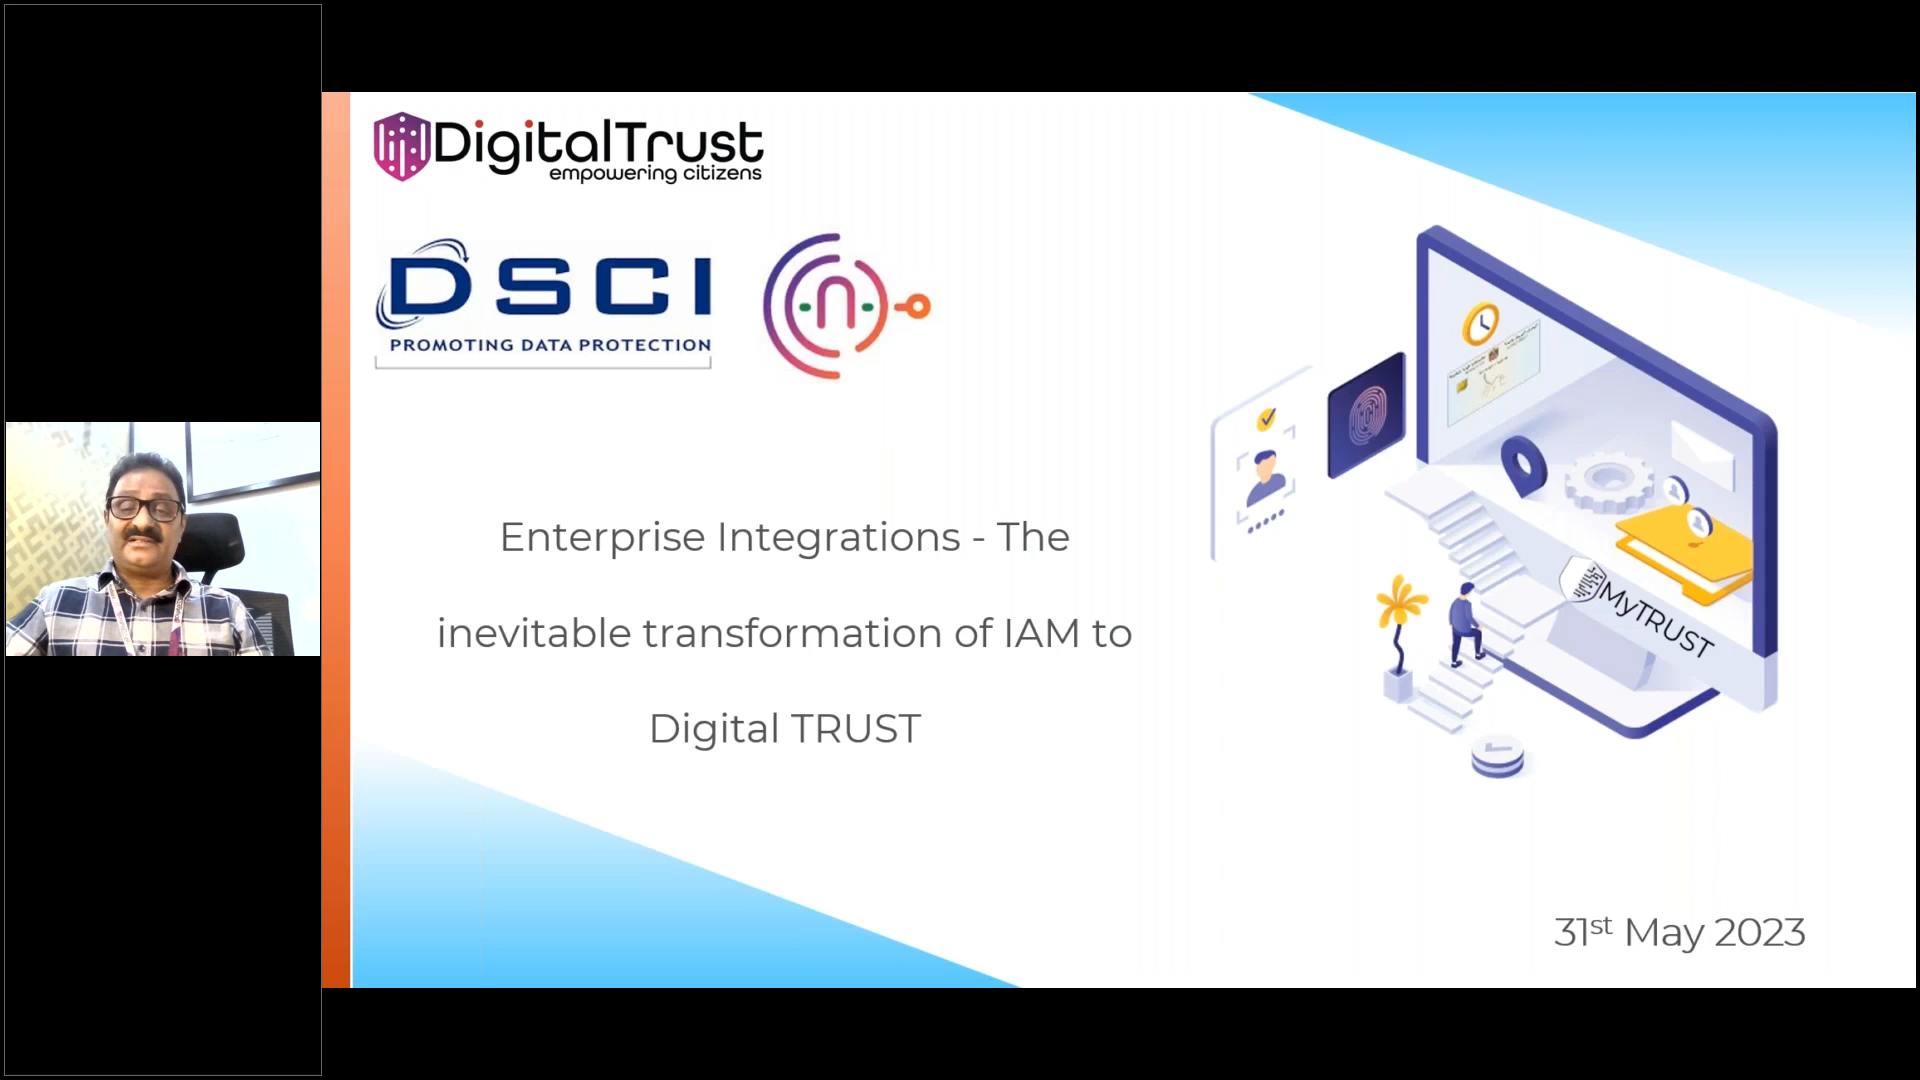 DigitalTrust
empowering citizens
DSCI
PROMOTING DATA PROTECTION
n
Enterprise Integrations - The
inevitable transformation of IAM to
Digital TRUST
MyTRUST
31st May 2023